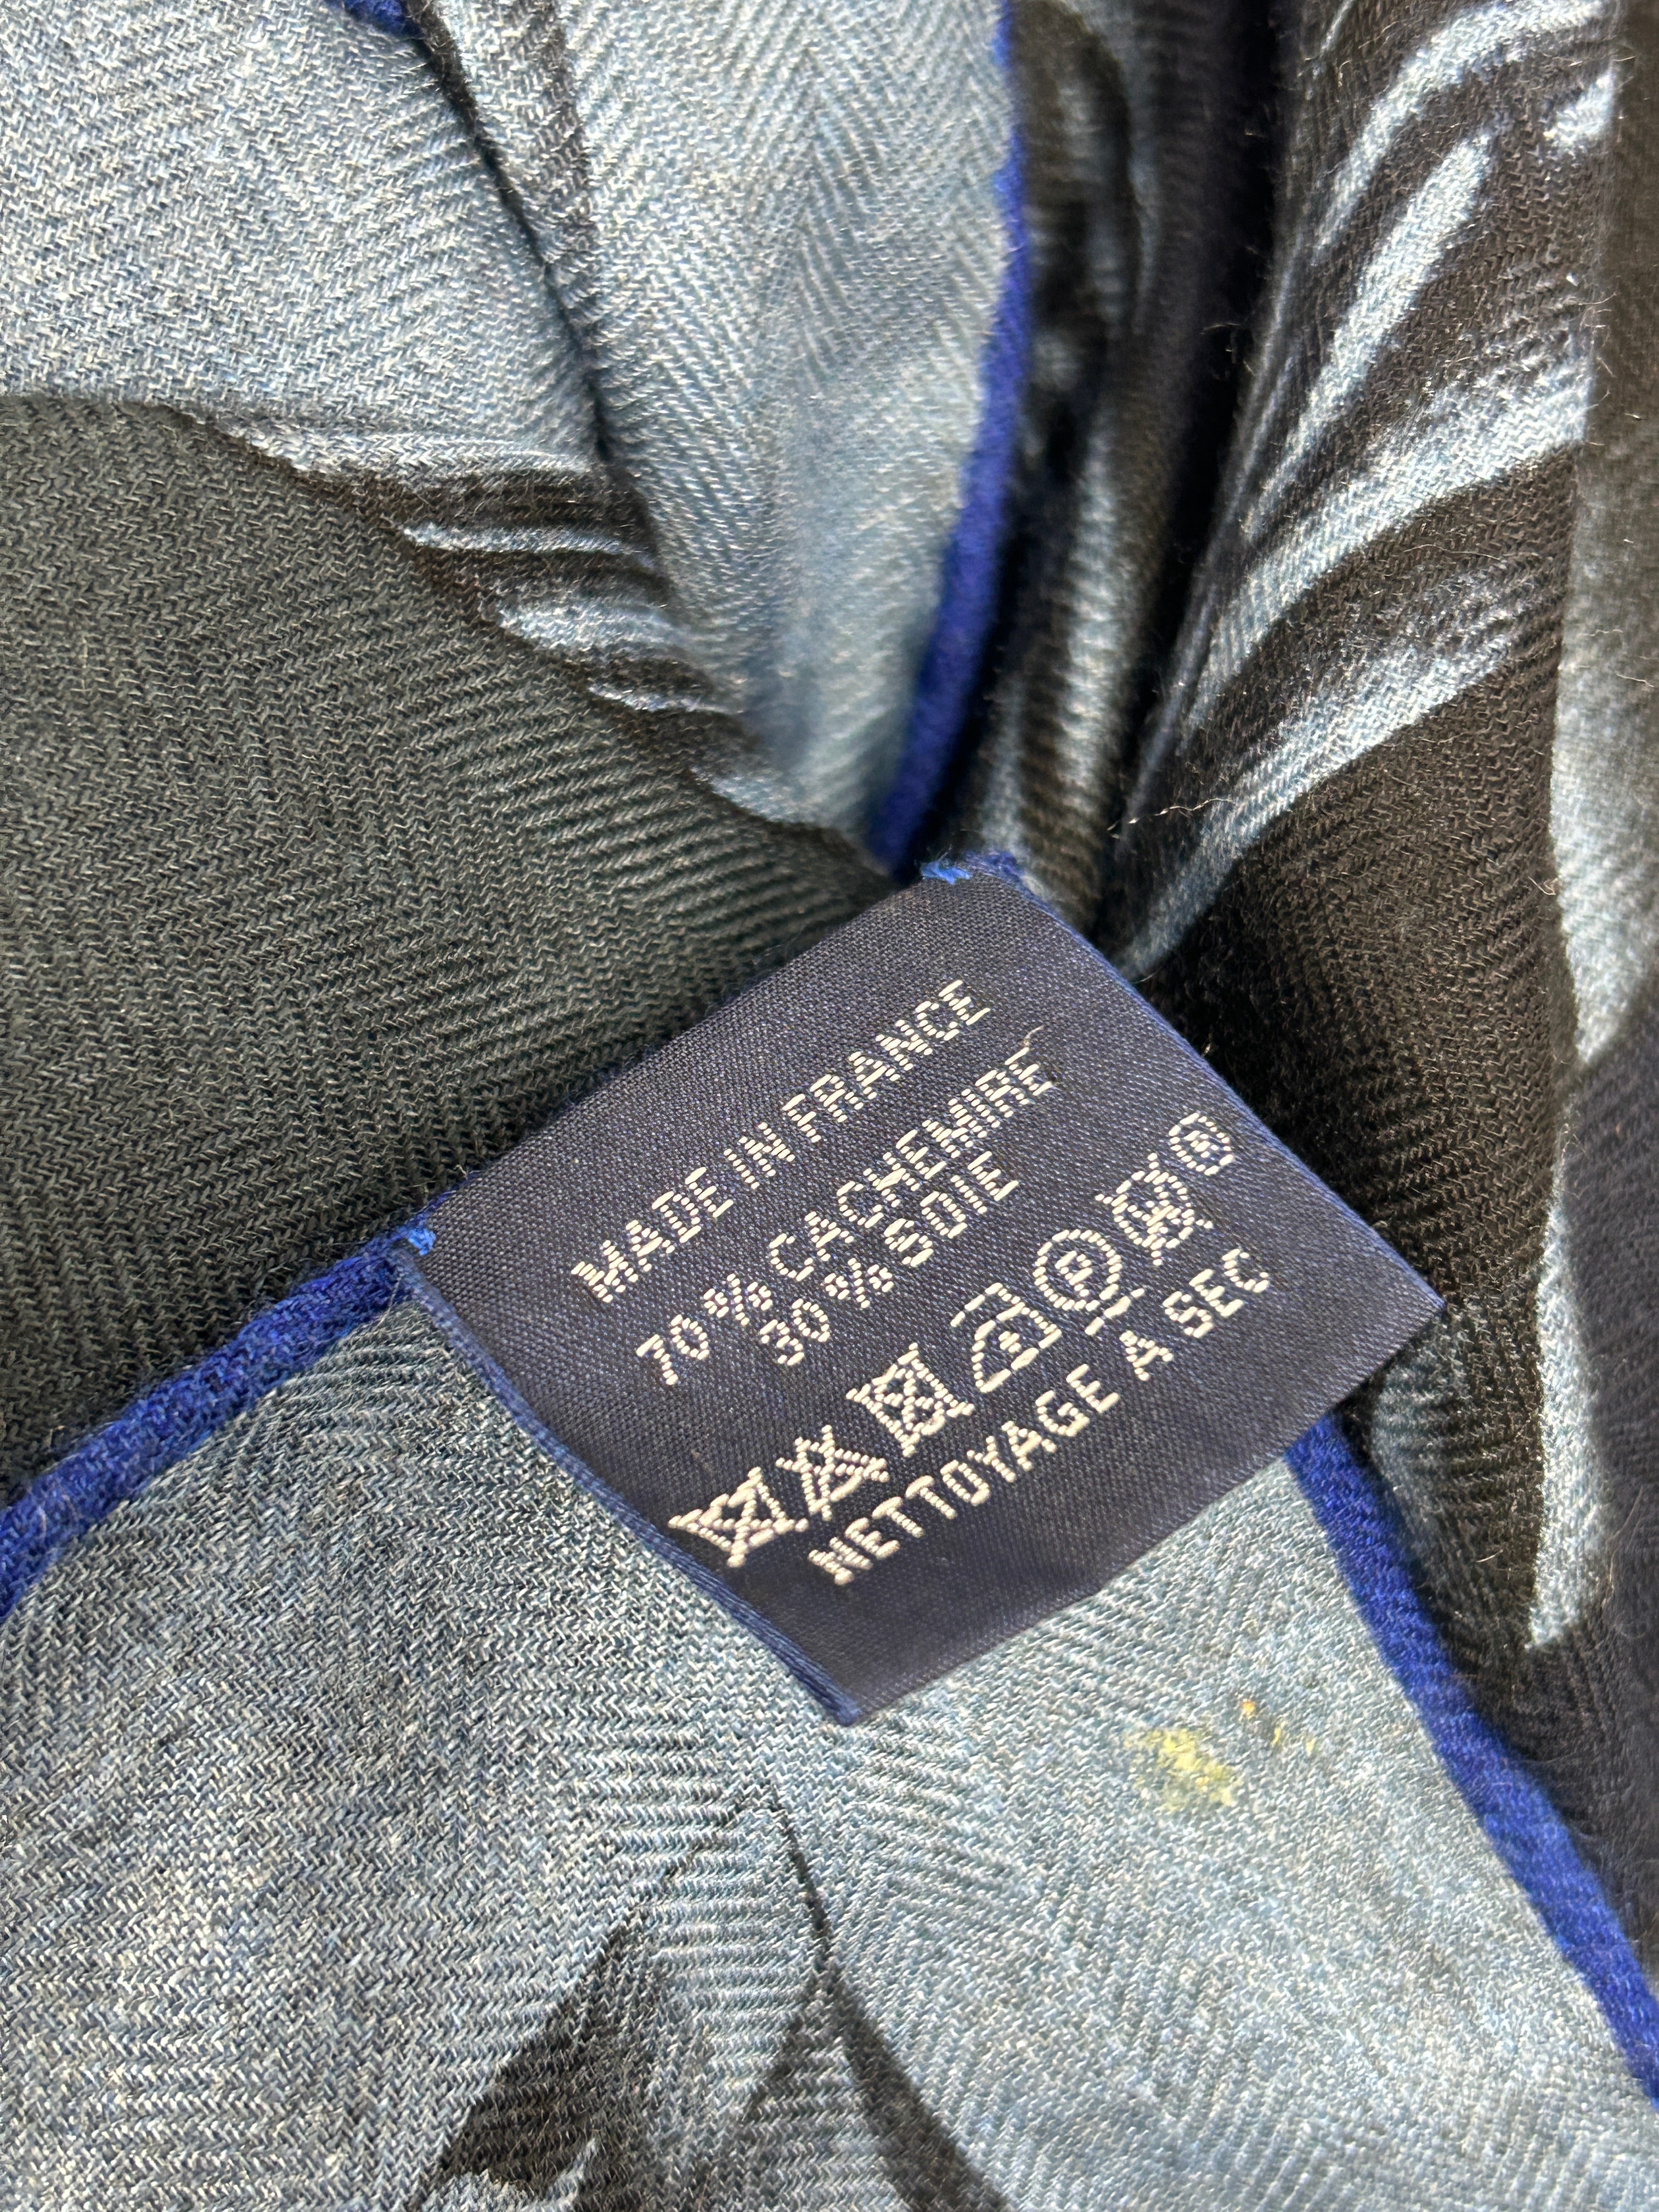 MADE IN FRANCE
70 % CACHEMIRE
30 % SOIE
P ®
NETTOYAGE A SEC